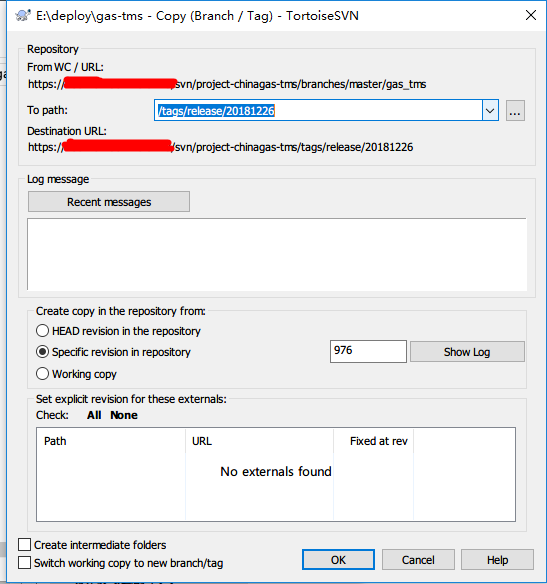 E:\deploy\gas-tms - Copy (Branch / Tag) - TortoiseSVN
Repository
From WC / URL:
https:// /svn/project-chinagas-tms/branches/master/gas_tms
To path:
/tags/release/20181226
...
Destination URL:
https:// /svn/project-chinagas-tms/tags/release/20181226
Log message
Recent messages
Create copy in the repository from:
HEAD revision in the repository
Specific revision in repository
976
Show Log
Working copy
Set explicit revision for these externals:
Check: All None
Path URL Fixed at rev
No externals found
Create intermediate folders
Switch working copy to new branch/tag
OK Cancel Help